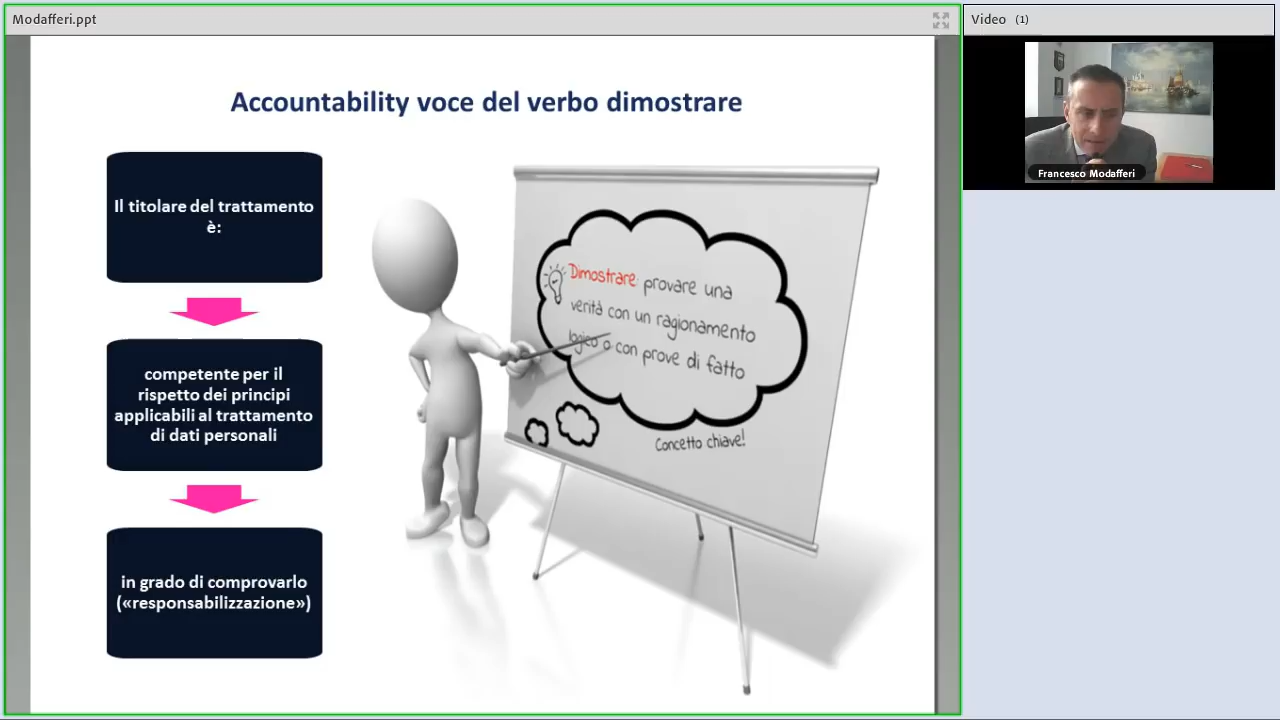 Modafferi.ppt
Video (1)
Francesco Modafferi
Accountability voce del verbo dimostrare
Il titolare del trattamento
è:
competente per il
rispetto dei principi
applicabili al trattamento
di dati personali
in grado di comprovarlo
(«responsabilizzazione»)
Dimostrare: provare una
verità con un ragionamento
logico o con prove di fatto
Concetto chiave!